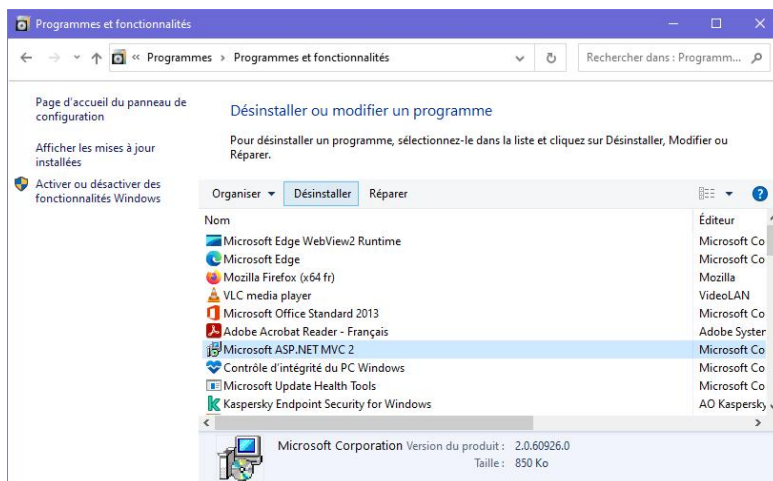 Programmes et fonctionnalités
« Programmes > Programmes et fonctionnalités
Rechercher dans : Programm...
Page d'accueil du panneau de
configuration
Afficher les mises à jour
installées
Activer ou désactiver des
fonctionnalités Windows
Désinstaller ou modifier un programme
Pour désinstaller un programme, sélectionnez-le dans la liste et cliquez sur Désinstaller, Modifier ou
Réparer.
Organiser Désinstaller Réparer
Nom Éditeur
Microsoft Edge WebView2 Runtime Microsoft Co
Microsoft Edge Microsoft Co
Mozilla Firefox (x64 fr) Mozilla
VLC media player VideoLAN
Microsoft Office Standard 2013 Microsoft Co
Adobe Acrobat Reader - Français Adobe Syster
Microsoft ASP.NET MVC 2 Microsoft Co
Contrôle d'intégrité du PC Windows Microsoft Co
Microsoft Update Health Tools Microsoft Co
Kaspersky Endpoint Security for Windows AO Kaspersky
Microsoft Corporation Version du produit : 2.0.60926.0
Taille : 850 Ko